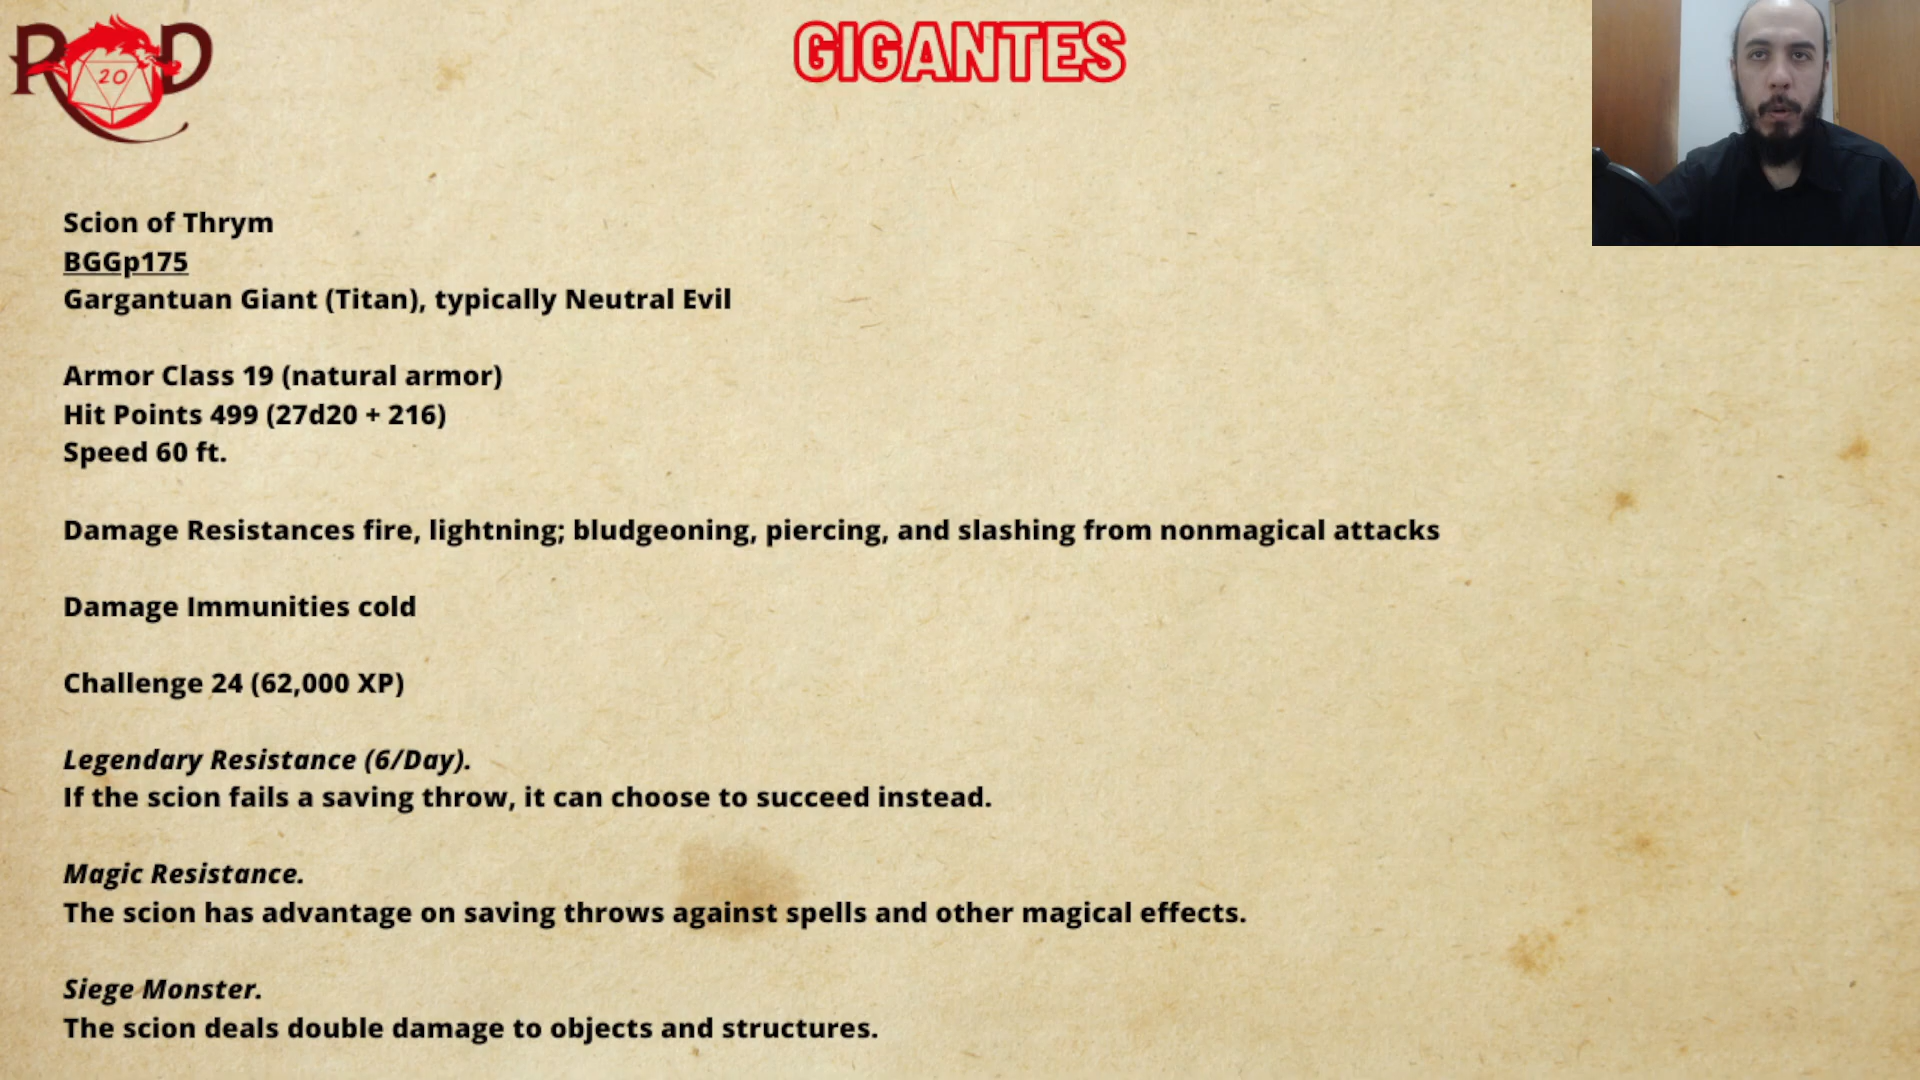 R D
20
GIGANTES
Scion of Thrym
BGGp175
Gargantuan Giant (Titan), typically Neutral Evil
Armor Class 19 (natural armor)
Hit Points 499 (27d20 + 216)
Speed 60 ft.
Damage Resistances fire, lightning; bludgeoning, piercing, and slashing from nonmagical attacks
Damage Immunities cold
Challenge 24 (62,000 XP)
Legendary Resistance (6/Day).
If the scion fails a saving throw, it can choose to succeed instead.
Magic Resistance.
The scion has advantage on saving throws against spells and other magical effects.
Siege Monster.
The scion deals double damage to objects and structures.